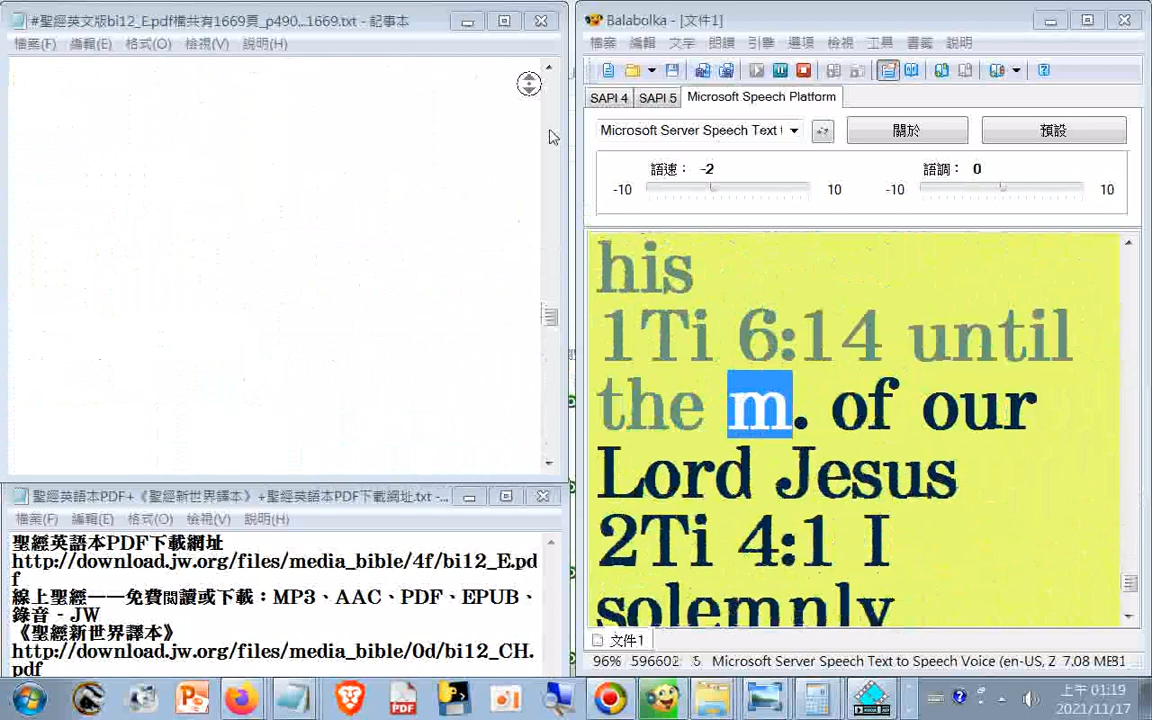 #聖經英文版bi12_E.pdf檔共有1669頁_p490,..1669.txt - 記事本
檔案(F) 編輯(E) 格式(O) 檢視(V) 說明(H)
聖經英語本PDF+《聖經新世界譯本》+聖經英語本PDF下載網址.txt -...
檔案(F) 編輯(E) 格式(O) 檢視(V) 說明(H)
聖經英語本PDF下載網址
http://download.jw.org/files/media_bible/4f/bi12_E.pd
f
線上聖經——免費閱讀或下載：MP3、AAC、PDF、EPUB、
錄音 - JW
《聖經新世界譯本》
http://download.jw.org/files/media_bible/0d/bi12_CH.
pdf
Balabolka - [文件1]
檔案 編輯 文字 朗讀 引擎 選項 檢視 工具 書籤 說明
SAPI 4 SAPI 5 Microsoft Speech Platform
Microsoft Server Speech Text 關於 預設
語速： -2 語調： 0
-10 10 -10 10
his
1Ti 6:14 until
the m. of our
Lord Jesus
2Ti 4:1 I
solemnly
文件1
96% 596602 Microsoft Server Speech Text to Speech Voice (en-US, Z 7.08 MB
PDF
上午 01:19
2021/11/17